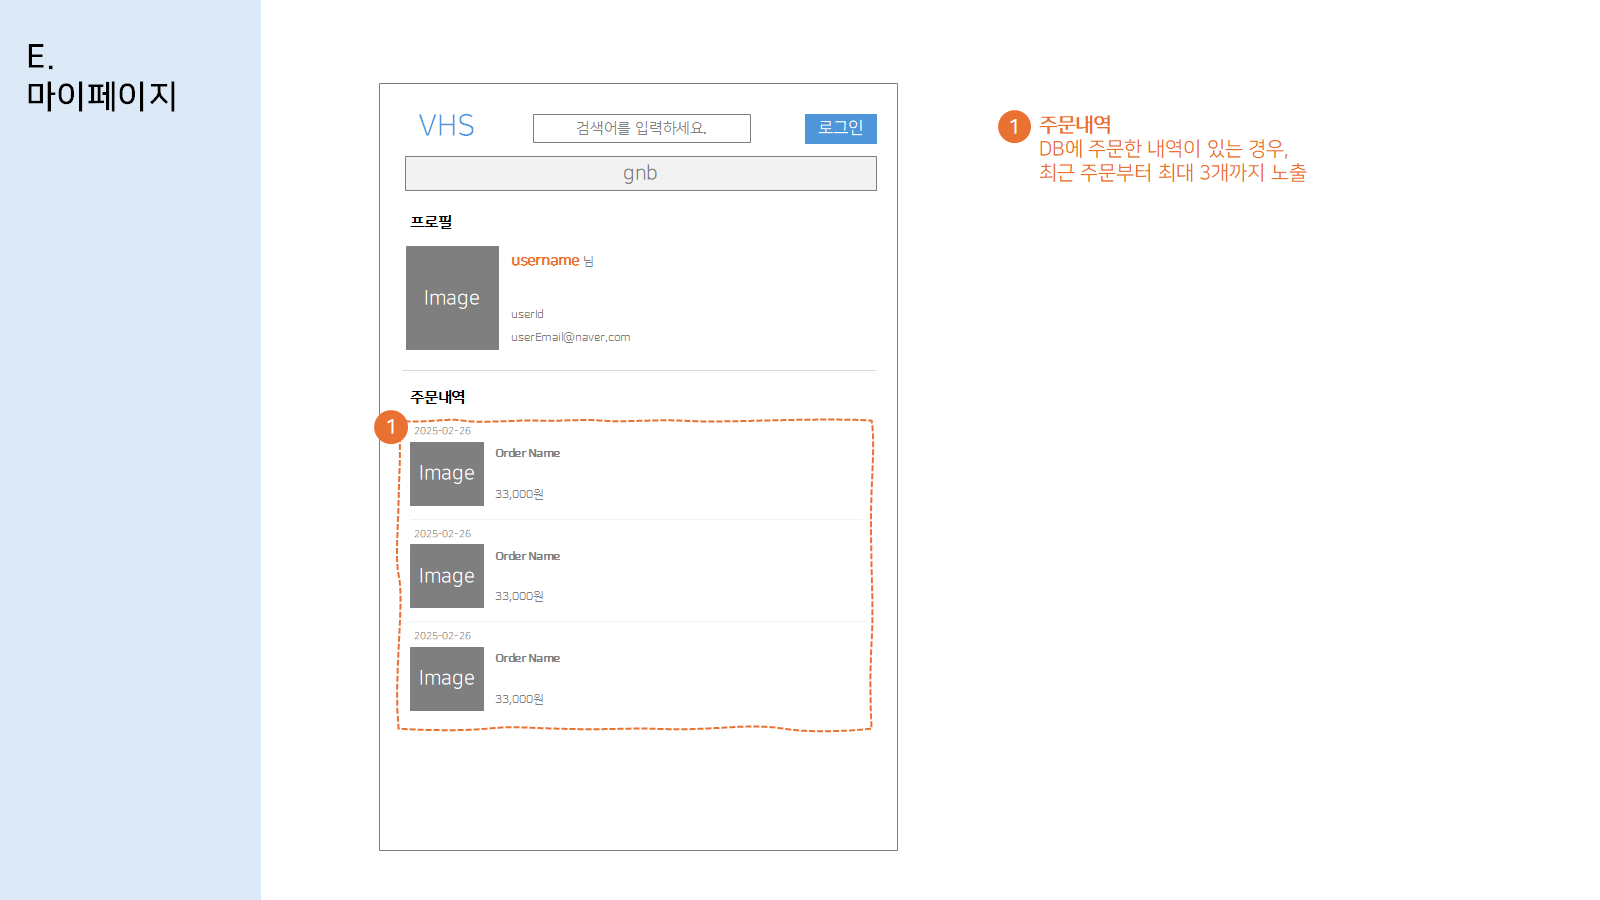 E.
마이페이지
VHS
검색어를 입력하세요.
로그인
gnb
프로필
Image
username 님
userId
userEmail@naver.com
주문내역
1
2025-02-26
Image
Order Name
33,000원
2025-02-26
Image
Order Name
33,000원
2025-02-26
Image
Order Name
33,000원
1 주문내역
DB에 주문한 내역이 있는 경우,
최근 주문부터 최대 3개까지 노출